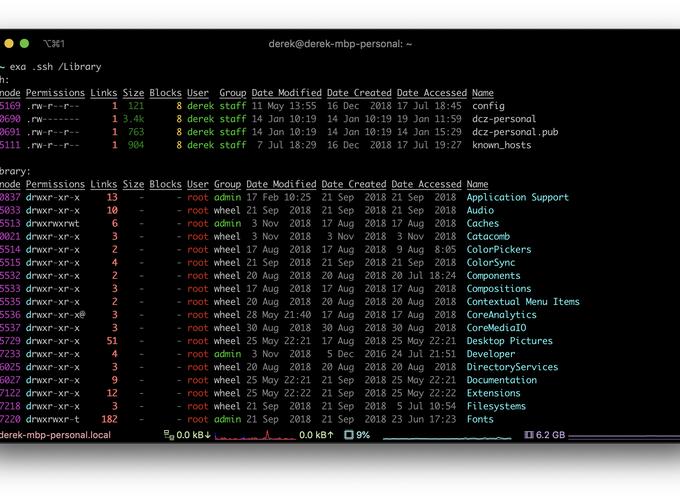 ⌥⌘1 derek@derek-mbp-personal: ~
~ exa .ssh /Library
h:
node Permissions Links Size Blocks User Group Date Modified Date Created Date Accessed Name
5169 .rw-r--r-- 1 121 8 derek staff 11 May 13:55 16 Dec 2018 17 Jul 18:45 config
0690 .rw------- 1 3.4k 8 derek staff 14 Jan 10:19 14 Jan 10:19 19 Jan 11:59 dcz-personal
0691 .rw-r--r-- 1 763 8 derek staff 14 Jan 10:19 14 Jan 10:19 14 Jan 15:29 dcz-personal.pub
5111 .rw-r--r-- 1 904 8 derek staff 7 Jul 18:29 16 Dec 2018 17 Jul 19:27 known_hosts
brary:
node Permissions Links Size Blocks User Group Date Modified Date Created Date Accessed Name
0837 drwxr-xr-x 13 - - root admin 17 Feb 10:25 21 Sep 2018 21 Sep 2018 Application Support
5033 drwxr-xr-x 10 - - root wheel 21 Sep 2018 21 Sep 2018 21 Sep 2018 Audio
5513 drwxrwxrwt 6 - - root admin 3 Nov 2018 17 Aug 2018 17 Aug 2018 Caches
0021 drwxr-xr-x 3 - - root wheel 3 Nov 2018 3 Nov 2018 3 Nov 2018 Catacomb
5514 drwxr-xr-x 2 - - root wheel 17 Aug 2018 17 Aug 2018 9 Aug 8:05 ColorPickers
5515 drwxr-xr-x 4 - - root wheel 21 Sep 2018 21 Sep 2018 21 Sep 2018 ColorSync
5532 drwxr-xr-x 2 - - root wheel 20 Aug 2018 20 Aug 2018 20 Jul 18:24 Components
5533 drwxr-xr-x 3 - - root wheel 17 Aug 2018 17 Aug 2018 17 Aug 2018 Compositions
5535 drwxr-xr-x 2 - - root wheel 20 Aug 2018 20 Aug 2018 20 Aug 2018 Contextual Menu Items
5536 drwxr-xr-x@ 3 - - root wheel 28 May 21:40 17 Aug 2018 17 Aug 2018 CoreAnalytics
5537 drwxr-xr-x 3 - - root wheel 30 Aug 2018 30 Aug 2018 30 Aug 2018 CoreMediaIO
5729 drwxr-xr-x 51 - - root wheel 25 May 22:21 17 Aug 2018 25 May 22:21 Desktop Pictures
7233 drwxr-xr-x 4 - - root admin 3 Nov 2018 5 Dec 2016 24 Jul 21:51 Developer
6025 drwxr-xr-x 3 - - root wheel 20 Aug 2018 20 Aug 2018 20 Aug 2018 DirectoryServices
6027 drwxr-xr-x 9 - - root wheel 25 May 22:21 21 Sep 2018 25 May 22:21 Documentation
7122 drwxr-xr-x 12 - - root wheel 25 May 22:22 21 Sep 2018 25 May 22:22 Extensions
7218 drwxr-xr-x 3 - - root wheel 21 Sep 2018 21 Sep 2018 5 Jul 10:54 Filesystems
7220 drwxrwxr-t 182 - - root admin 21 Sep 2018 21 Sep 2018 23 Jun 17:23 Fonts
derek-mbp-personal.local 0.0 kB↓ 0.0 kB↑ 9% 6.2 GB